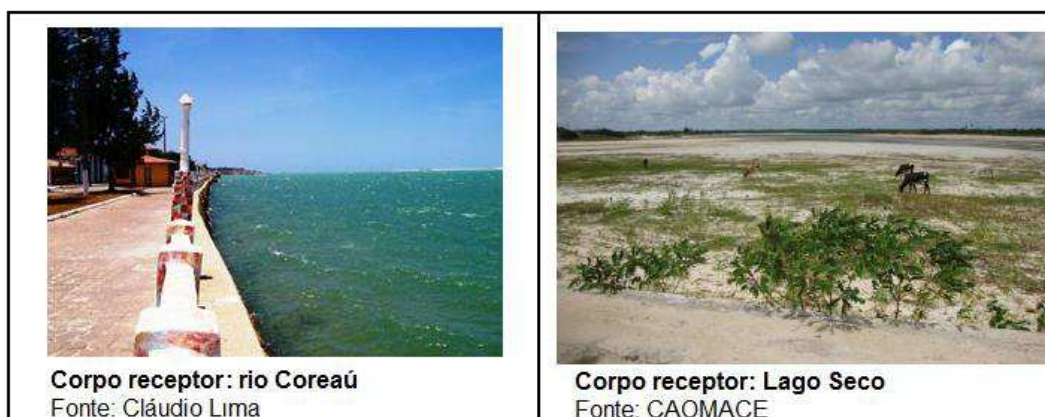 Corpo receptor: rio Coreaú
Fonte: Cláudio Lima
Corpo receptor: Lago Seco
Fonte: CAOMACE